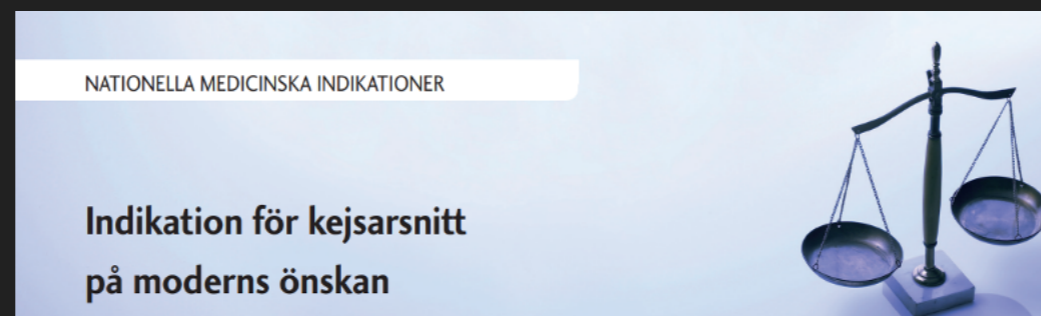 NATIONELLA MEDICINSKA INDIKATIONER
Indikation för kejsarsnitt
på moderns önskan